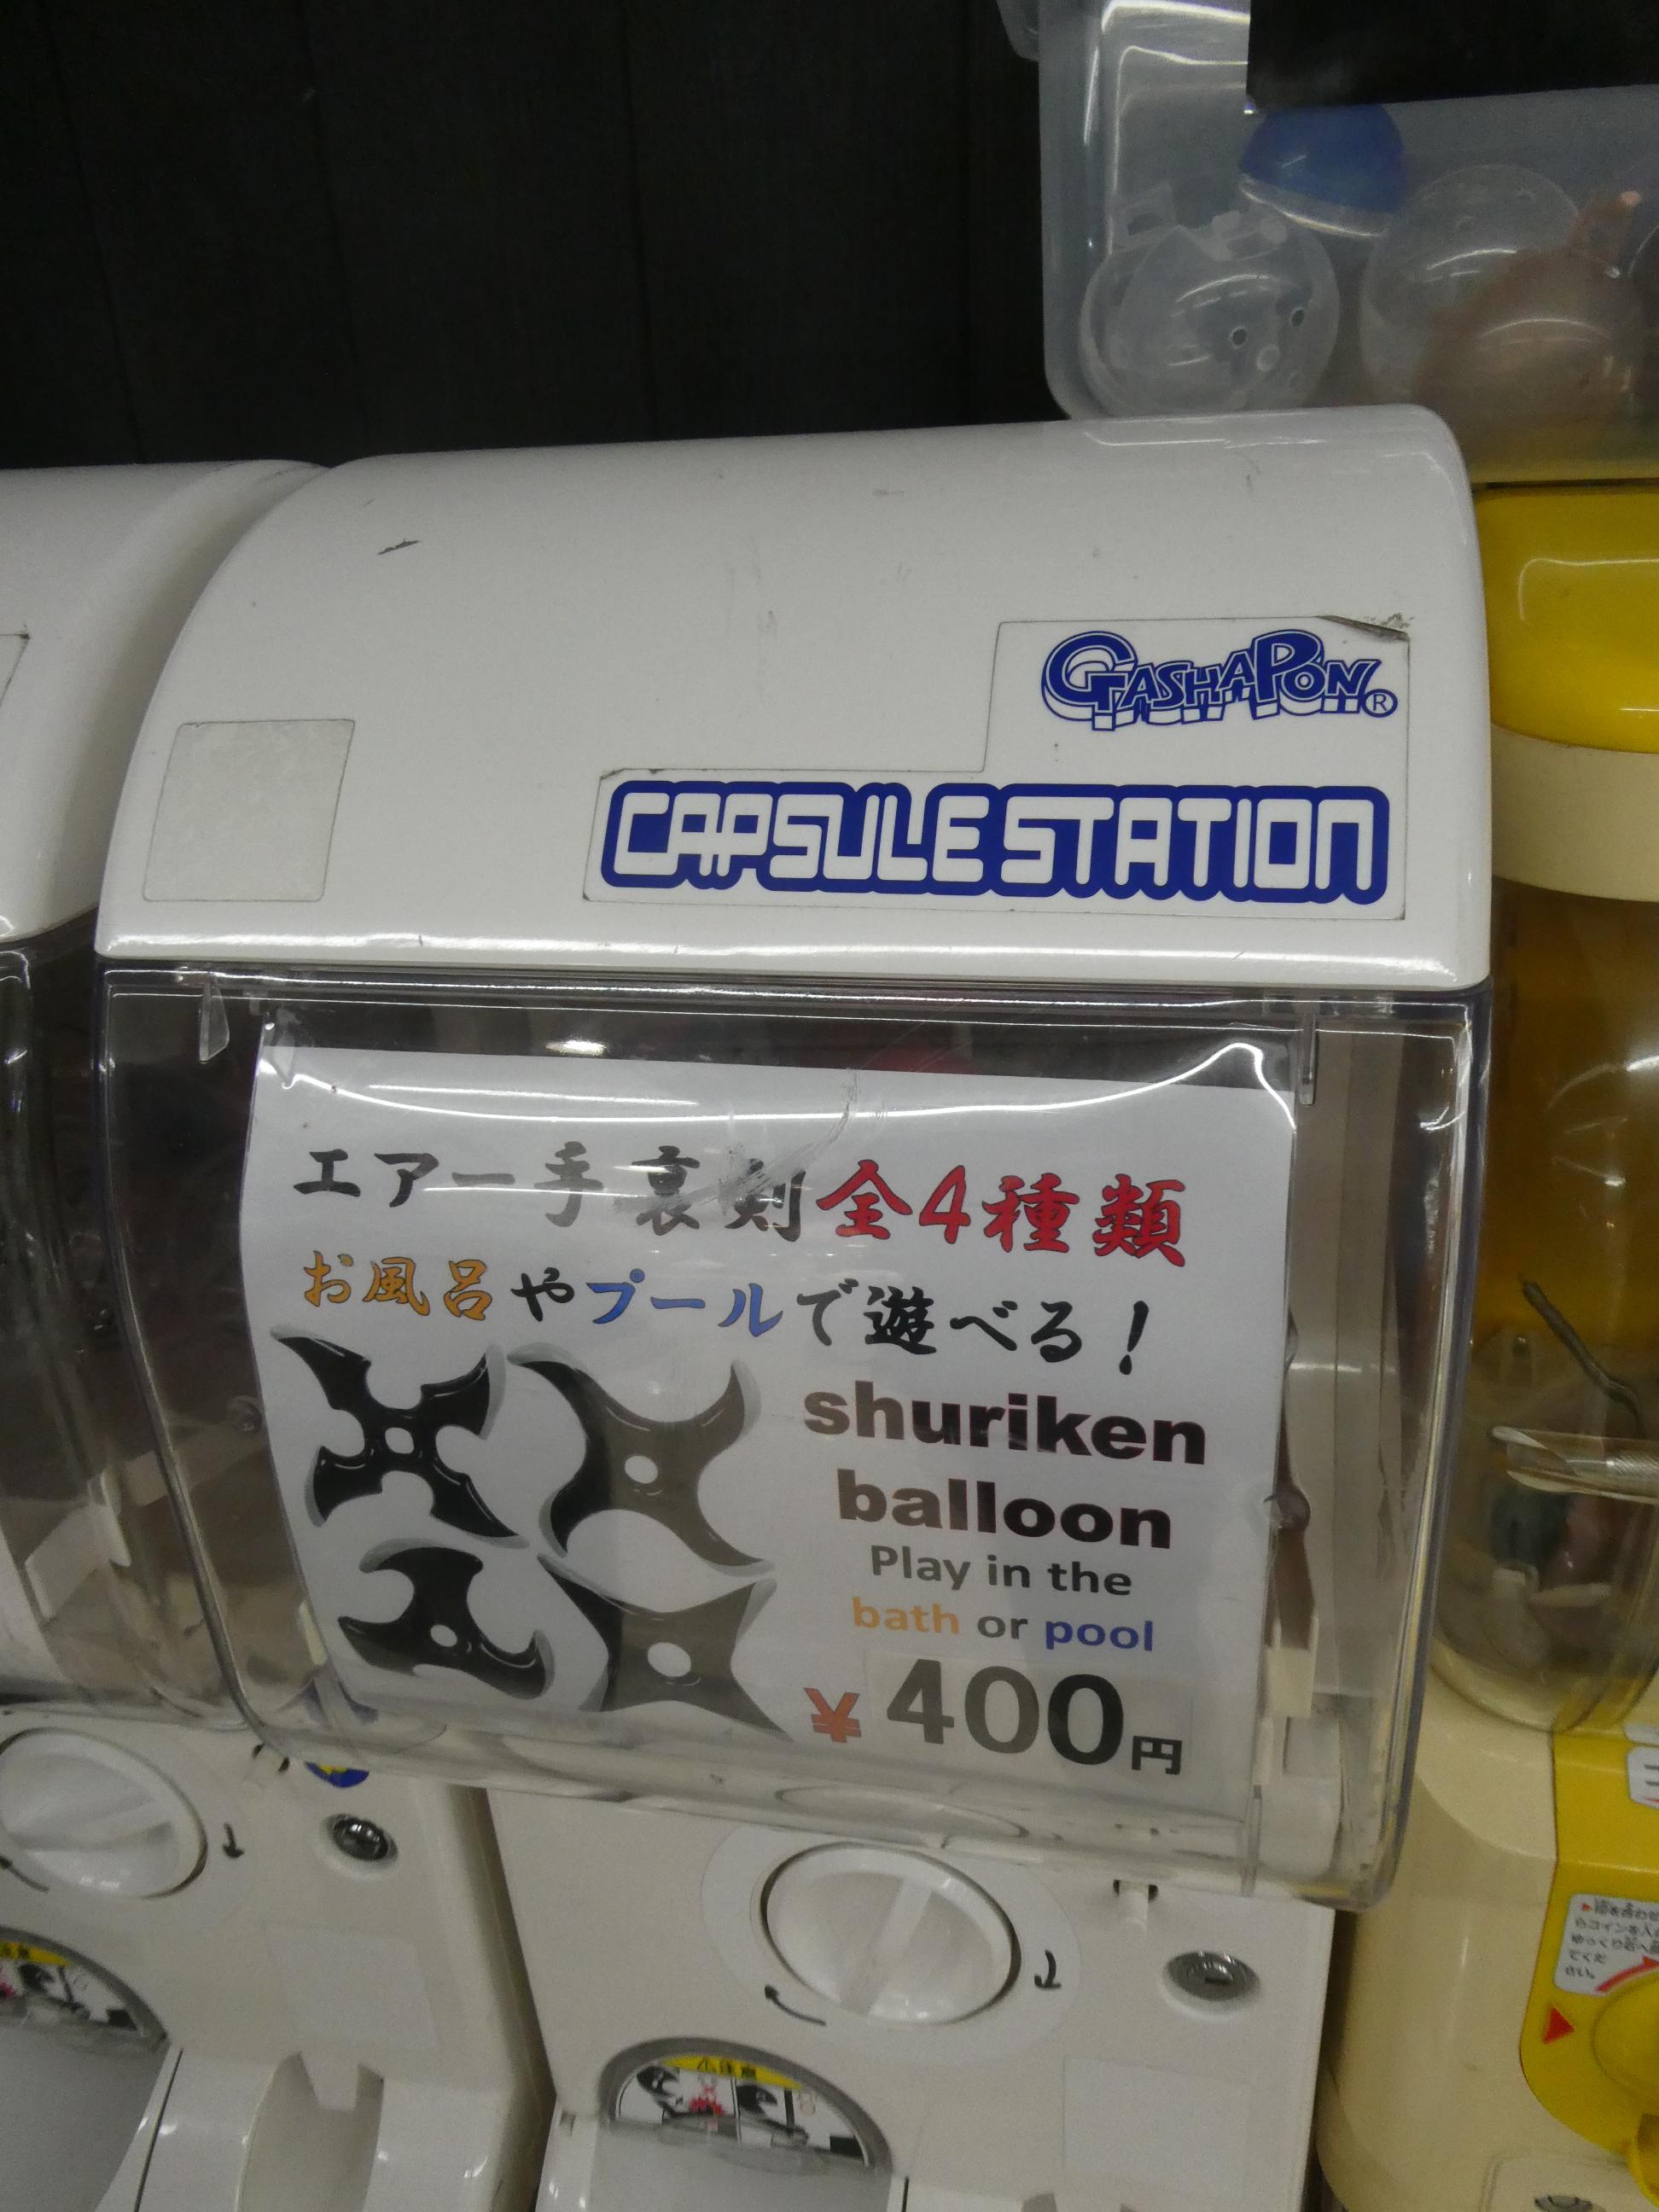 GASHAPON®
CAPSULE STATION
エアー手裏剣全4種類
お風呂やプールで遊べる！
shuriken
balloon
Play in the
bath or pool
¥400円